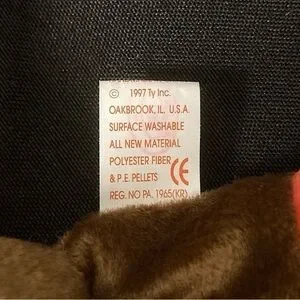 © 1997 Ty Inc.
OAKBROOK, IL. U.S.A.
SURFACE WASHABLE
ALL NEW MATERIAL
POLYESTER FIBER
& P.E. PELLETS CE
REG. NO PA. 1965(KR)